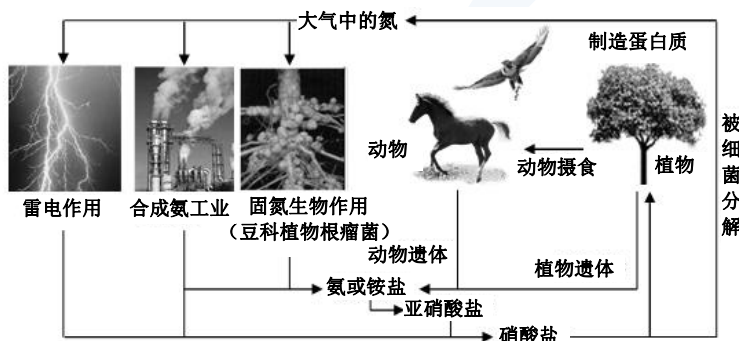 大气中的氮
制造蛋白质
动物
动物摄食
植物
被细菌分解
雷电作用
合成氨工业
固氮生物作用
（豆科植物根瘤菌）
动物遗体
植物遗体
氨或铵盐
亚硝酸盐
硝酸盐